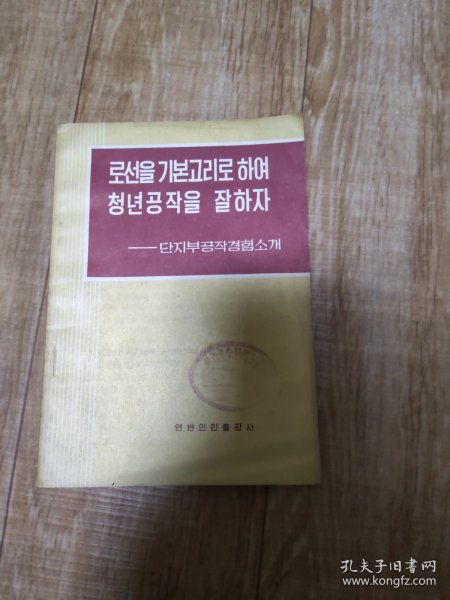 로선을 기본고리로 하여
청년공작을 잘하자
——단지부공작경험소개
연변인민출판사
孔夫子旧书网
www.kongfz.com